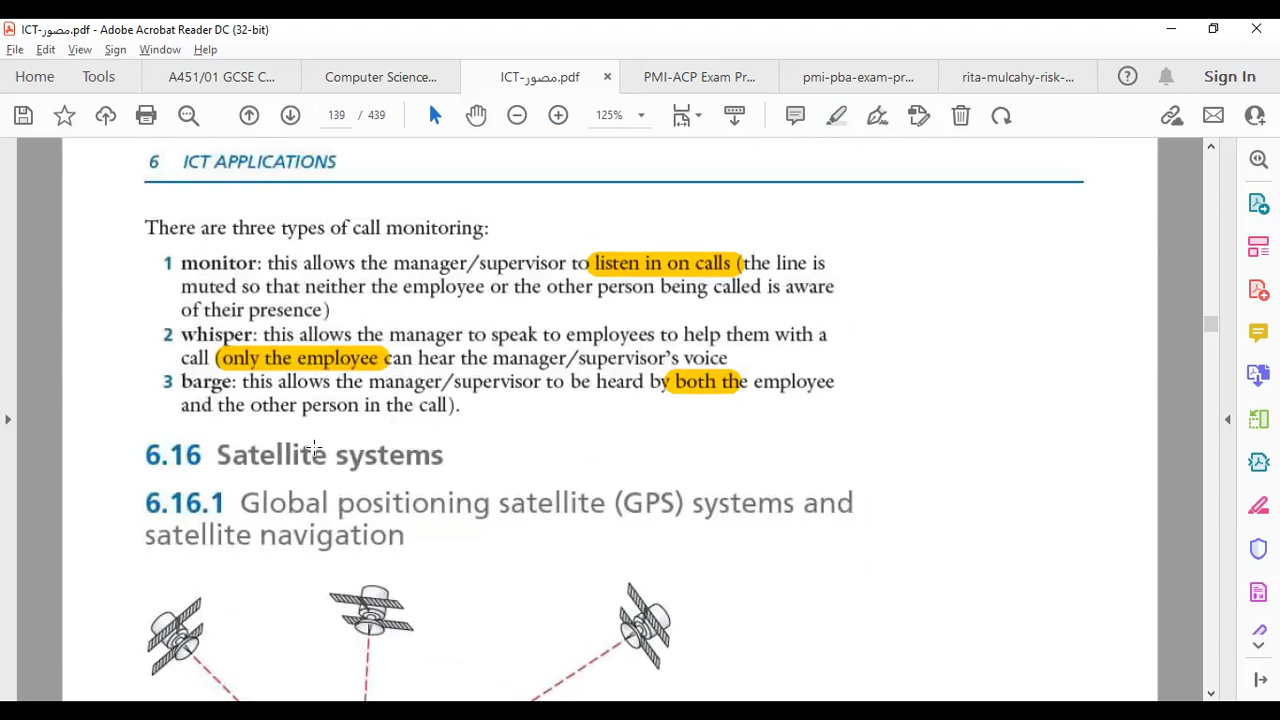 ICT-مصور.pdf - Adobe Acrobat Reader DC (32-bit)
File Edit View Sign Window Help
Home Tools A451/01 GCSE C... Computer Science... ICT-مصور.pdf × PMI-ACP Exam Pr... pmi-pba-exam-pr... rita-mulcahy-risk-... Sign In
139 / 439 125%
6 ICT APPLICATIONS
There are three types of call monitoring:
1 monitor: this allows the manager/supervisor to listen in on calls (the line is
muted so that neither the employee or the other person being called is aware
of their presence)
2 whisper: this allows the manager to speak to employees to help them with a
call (only the employee can hear the manager/supervisor's voice
3 barge: this allows the manager/supervisor to be heard by both the employee
and the other person in the call).
6.16 Satellite systems
6.16.1 Global positioning satellite (GPS) systems and
satellite navigation